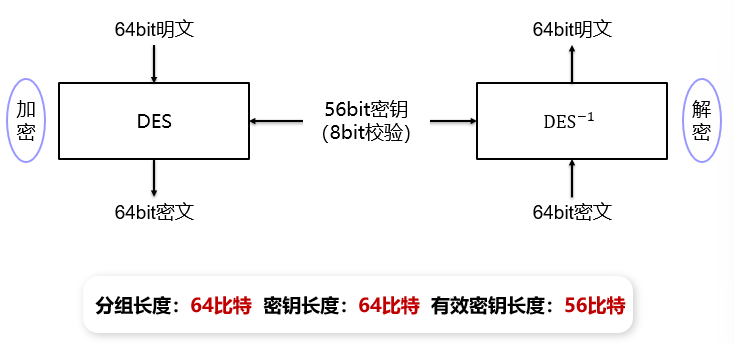 64bit明文
64bit明文
加密
DES
56bit密钥
（8bit校验）
DES⁻¹
解密
64bit密文
64bit密文
分组长度：64比特 密钥长度：64比特 有效密钥长度：56比特